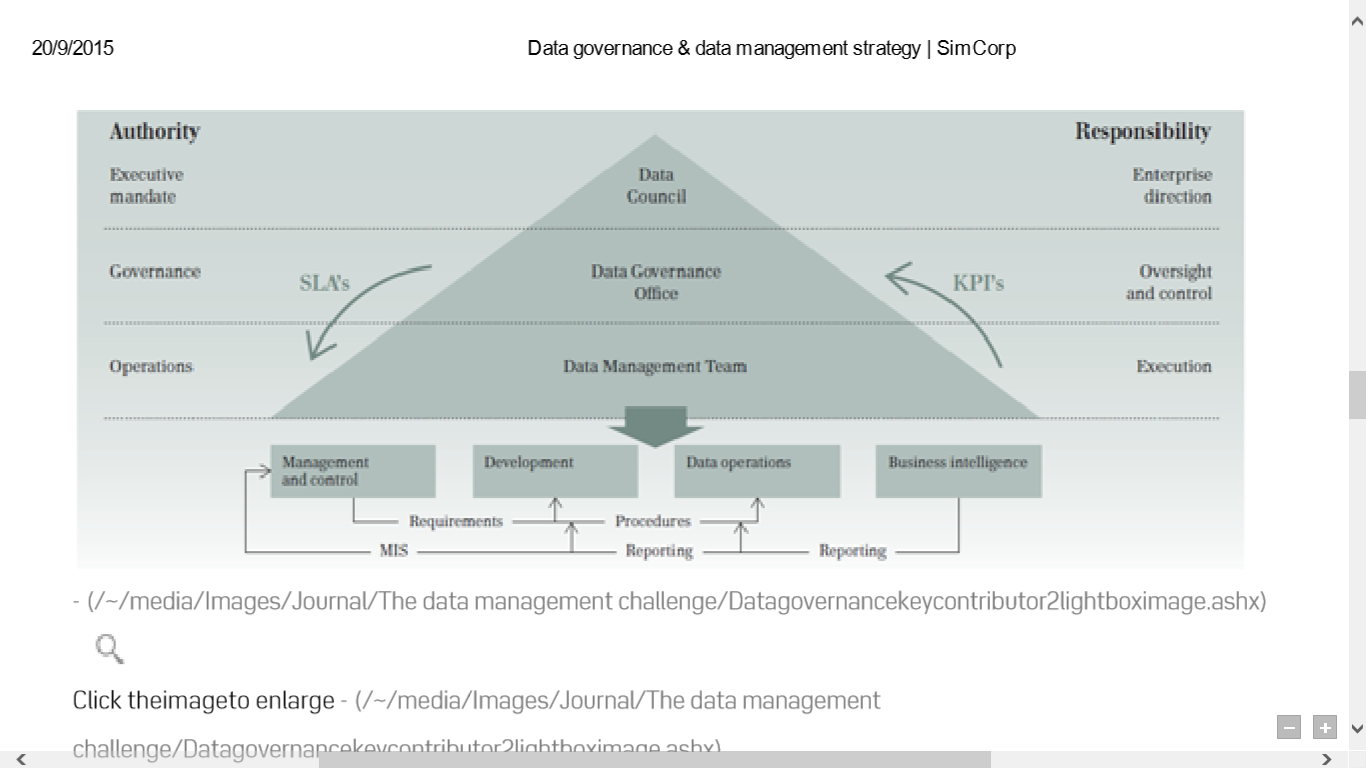 20/9/2015 Data governance & data management strategy | SimCorp
Authority Responsibility
Executive
mandate
Data
Council
Enterprise
direction
Governance
SLA's
Data Governance
Office
KPI's
Oversight
and control
Operations
Data Management Team
Execution
Management
and control
Development
Data operations
Business intelligence
Requirements
Procedures
MIS
Reporting
Reporting
- (/~/media/Images/Journal/The data management challenge/Datagovernancekeycontributor2lightboximage.ashx)
Click theimageto enlarge - (/~/media/Images/Journal/The data management
challenge/Datagovernancekeycontributor2lightboximage.ashx)